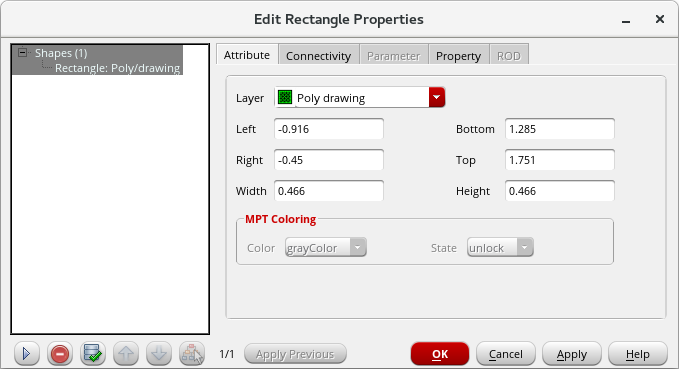 Edit Rectangle Properties
Shapes (1)
Rectangle: Poly/drawing
Attribute Connectivity Parameter Property ROD
Layer Poly drawing
Left -0.916 Bottom 1.285
Right -0.45 Top 1.751
Width 0.466 Height 0.466
MPT Coloring
Color grayColor State unlock
1/1 Apply Previous OK Cancel Apply Help